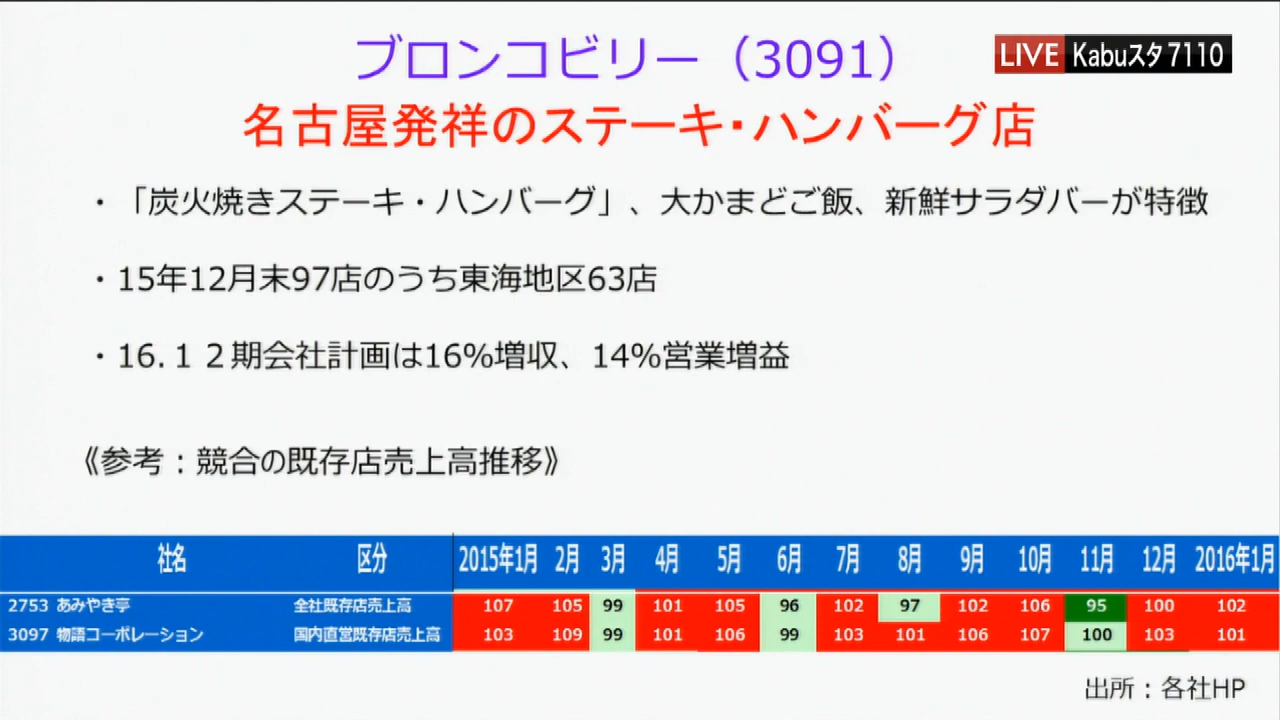 ブロンコビリー（3091）
LIVE Kabuスタ7110
名古屋発祥のステーキ・ハンバーグ店
・「炭火焼きステーキ・ハンバーグ」、大かまどご飯、新鮮サラダバーが特徴
・15年12月末97店のうち東海地区63店
・16.１２期会社計画は16%増収、14%営業増益
《参考：競合の既存店売上高推移》
社名 区分 2015年1月 2月 3月 4月 5月 6月 7月 8月 9月 10月 11月 12月 2016年1月
2753 あみやき亭 全社既存店売上高 107 105 99 101 105 96 102 97 102 106 95 100 102
3097 物語コーポレーション 国内直営既存店売上高 103 109 99 101 106 99 103 101 106 107 100 103 101
出所：各社HP